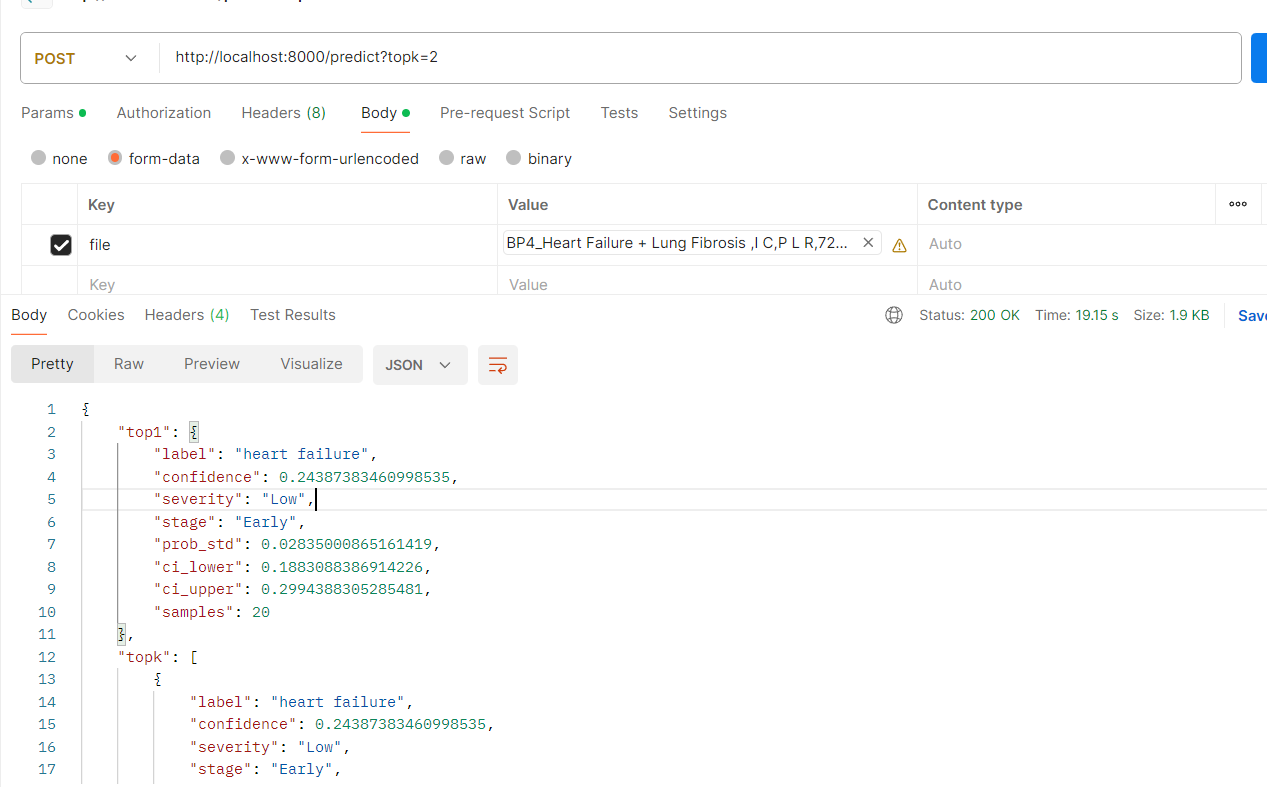 POST http://localhost:8000/predict?topk=2
Params Authorization Headers (8) Body Pre-request Script Tests Settings
none form-data x-www-form-urlencoded raw binary
Key Value Content type
file BP4_Heart Failure + Lung Fibrosis ,I C,P L R,72... Auto
Key Value Auto
Body Cookies Headers (4) Test Results Status: 200 OK Time: 19.15 s Size: 1.9 KB Save
Pretty Raw Preview Visualize JSON
1 {
2 "top1": {
3 "label": "heart failure",
4 "confidence": 0.24387383460998535,
5 "severity": "Low",
6 "stage": "Early",
7 "prob_std": 0.02835000865161419,
8 "ci_lower": 0.1883088386914226,
9 "ci_upper": 0.2994388305285481,
10 "samples": 20
11 },
12 "topk": [
13 {
14 "label": "heart failure",
15 "confidence": 0.24387383460998535,
16 "severity": "Low",
17 "stage": "Early",